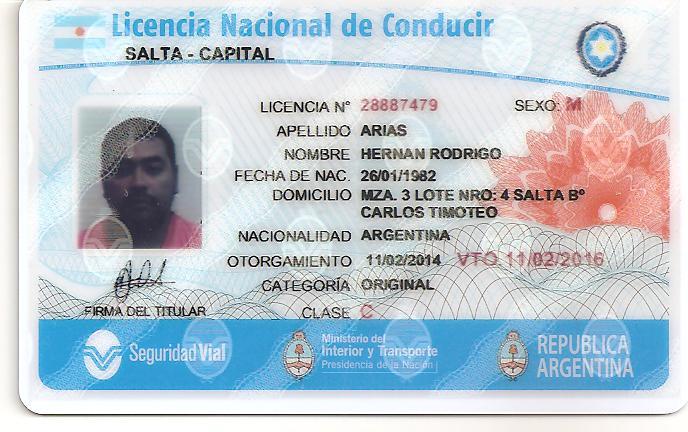 Licencia Nacional de Conducir
SALTA - CAPITAL
LICENCIA N° 28887479 SEXO: M
APELLIDO ARIAS
NOMBRE HERNAN RODRIGO
FECHA DE NAC. 26/01/1982
DOMICILIO MZA. 3 LOTE NRO: 4 SALTA Bº
CARLOS TIMOTEO
NACIONALIDAD ARGENTINA
OTORGAMIENTO 11/02/2014 VTO 11/02/2016
CATEGORÍA ORIGINAL
CLASE C
FIRMA DEL TITULAR
Seguridad Vial
Ministerio del
Interior y Transporte
Presidencia de la Nación
REPUBLICA
ARGENTINA